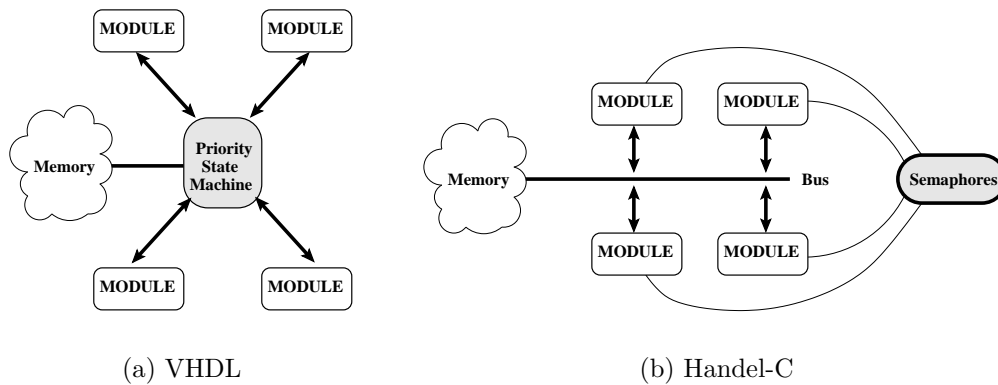 MODULE
MODULE
Memory
Priority
State
Machine
MODULE
MODULE
(a) VHDL
MODULE
MODULE
Memory
Bus
Semaphores
MODULE
MODULE
(b) Handel-C